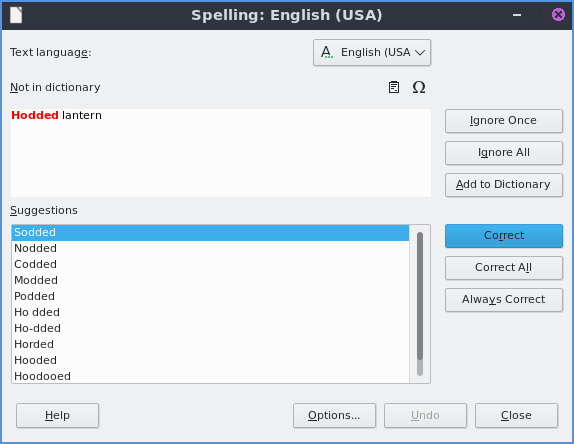 Spelling: English (USA)
Text language:
English (USA
Not in dictionary
Ω
Hodded lantern
Ignore Once
Ignore All
Add to Dictionary
Suggestions
Sodded
Nodded
Codded
Modded
Podded
Ho dded
Ho-dded
Horded
Hooded
Hoodooed
Correct
Correct All
Always Correct
Help
Options...
Undo
Close